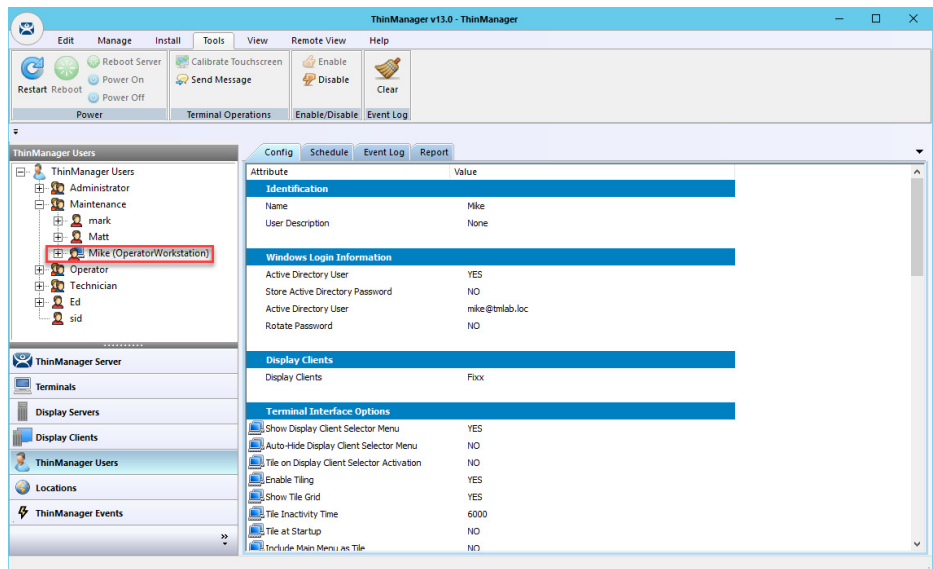 ThinManager v13.0 - ThinManager
Edit Manage Install Tools View Remote View Help
Restart
Reboot
Reboot Server
Power On
Power Off
Power
Calibrate Touchscreen
Send Message
Terminal Operations
Enable
Disable
Enable/Disable
Clear
Event Log
ThinManager Users
ThinManager Users
Administrator
Maintenance
mark
Matt
Mike (OperatorWorkstation)
Operator
Technician
Ed
sid
ThinManager Server
Terminals
Display Servers
Display Clients
ThinManager Users
Locations
ThinManager Events
Config Schedule Event Log Report
Attribute Value
Identification
Name Mike
User Description None
Windows Login Information
Active Directory User YES
Store Active Directory Password NO
Active Directory User mike@tmlab.loc
Rotate Password NO
Display Clients
Display Clients Fixx
Terminal Interface Options
Show Display Client Selector Menu YES
Auto-Hide Display Client Selector Menu NO
Tile on Display Client Selector Activation NO
Enable Tiling YES
Show Tile Grid YES
Tile Inactivity Time 6000
Tile at Startup NO
Include Main Menu as Tile NO